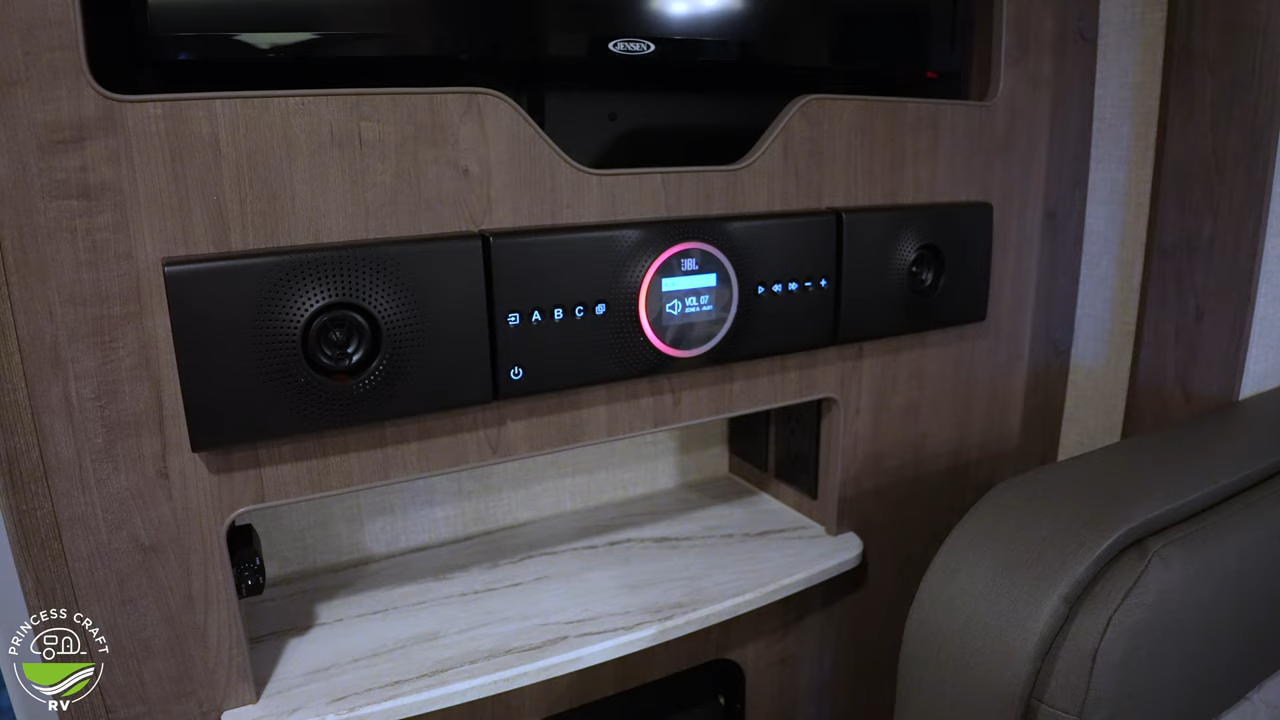 JENSEN
JBL
VOL 07
A B C
PRINCESS CRAFT
RV